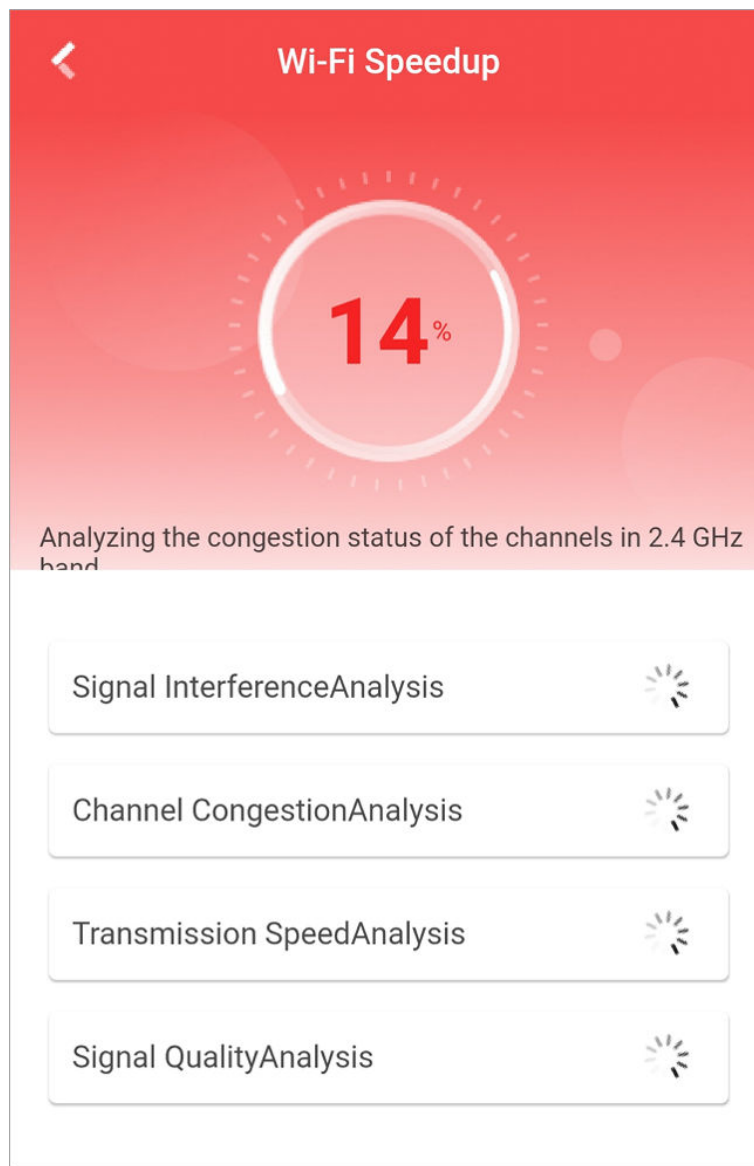 Wi-Fi Speedup
14%
Analyzing the congestion status of the channels in 2.4 GHz
band
Signal InterferenceAnalysis
Channel CongestionAnalysis
Transmission SpeedAnalysis
Signal QualityAnalysis